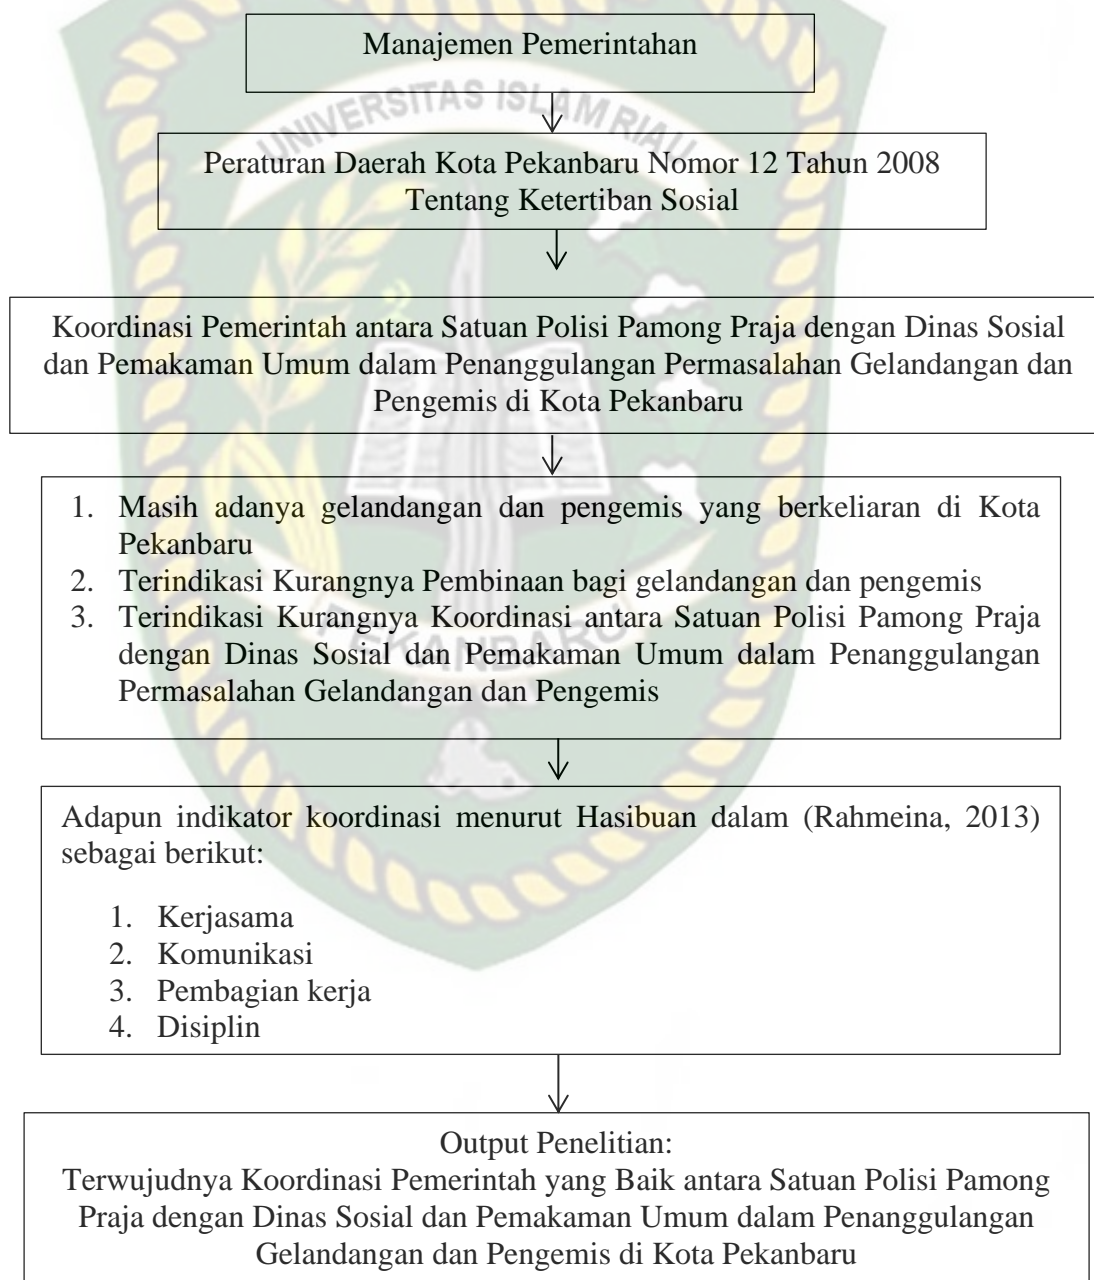 Manajemen Pemerintahan
UNIVERSITAS ISLAM RIAU
Peraturan Daerah Kota Pekanbaru Nomor 12 Tahun 2008
Tentang Ketertiban Sosial
Koordinasi Pemerintah antara Satuan Polisi Pamong Praja dengan Dinas Sosial
dan Pemakaman Umum dalam Penanggulangan Permasalahan Gelandangan dan
Pengemis di Kota Pekanbaru
1. Masih adanya gelandangan dan pengemis yang berkeliaran di Kota
Pekanbaru
2. Terindikasi Kurangnya Pembinaan bagi gelandangan dan pengemis
3. Terindikasi Kurangnya Koordinasi antara Satuan Polisi Pamong Praja
dengan Dinas Sosial dan Pemakaman Umum dalam Penanggulangan
Permasalahan Gelandangan dan Pengemis
PEKANBARU
Adapun indikator koordinasi menurut Hasibuan dalam (Rahmeina, 2013)
sebagai berikut:
1. Kerjasama
2. Komunikasi
3. Pembagian kerja
4. Disiplin
Output Penelitian:
Terwujudnya Koordinasi Pemerintah yang Baik antara Satuan Polisi Pamong
Praja dengan Dinas Sosial dan Pemakaman Umum dalam Penanggulangan
Gelandangan dan Pengemis di Kota Pekanbaru